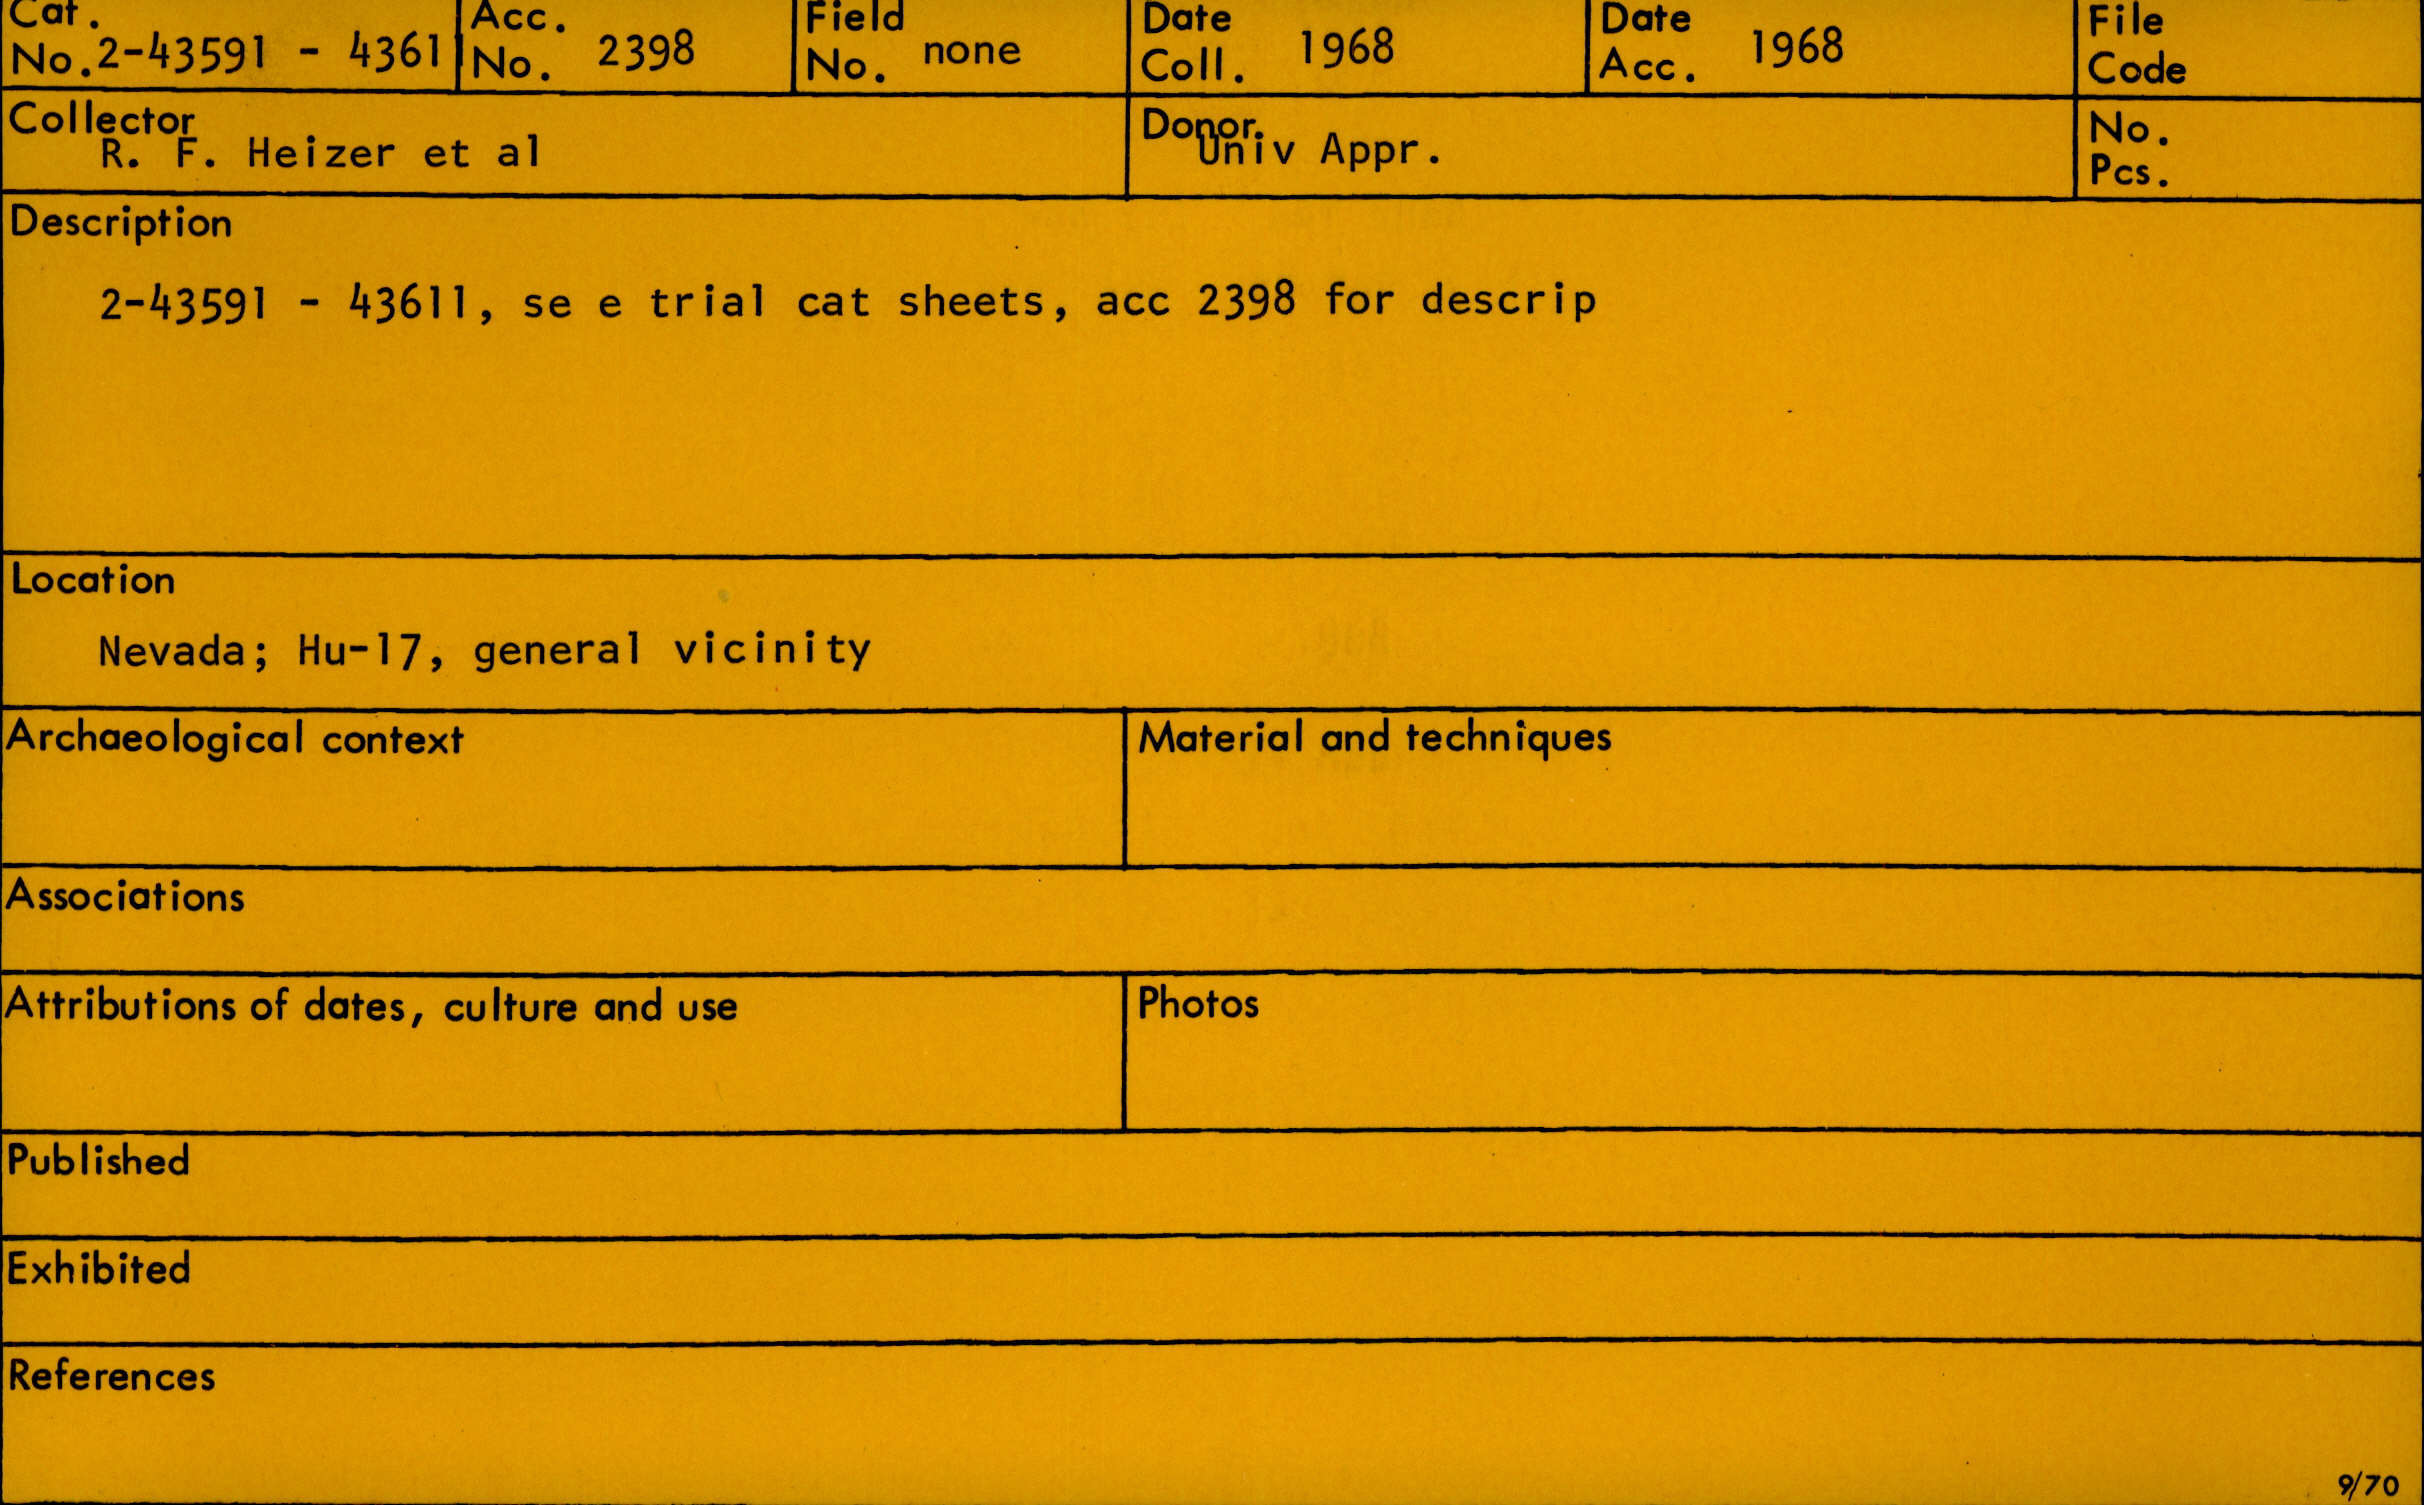 Cat. No. 2-43591 - 43611
Acc. No. 2398
Field No. none
Date Coll. 1968
Date Acc. 1968
File Code
Collector
R. F. Heizer et al
Donor
Univ Appr.
No. Pcs.
Description
2-43591 - 43611, se e trial cat sheets, acc 2398 for descrip
Location
Nevada; Hu-17, general vicinity
Archaeological context
Material and techniques
Associations
Attributions of dates, culture and use
Photos
Published
Exhibited
References
9/70